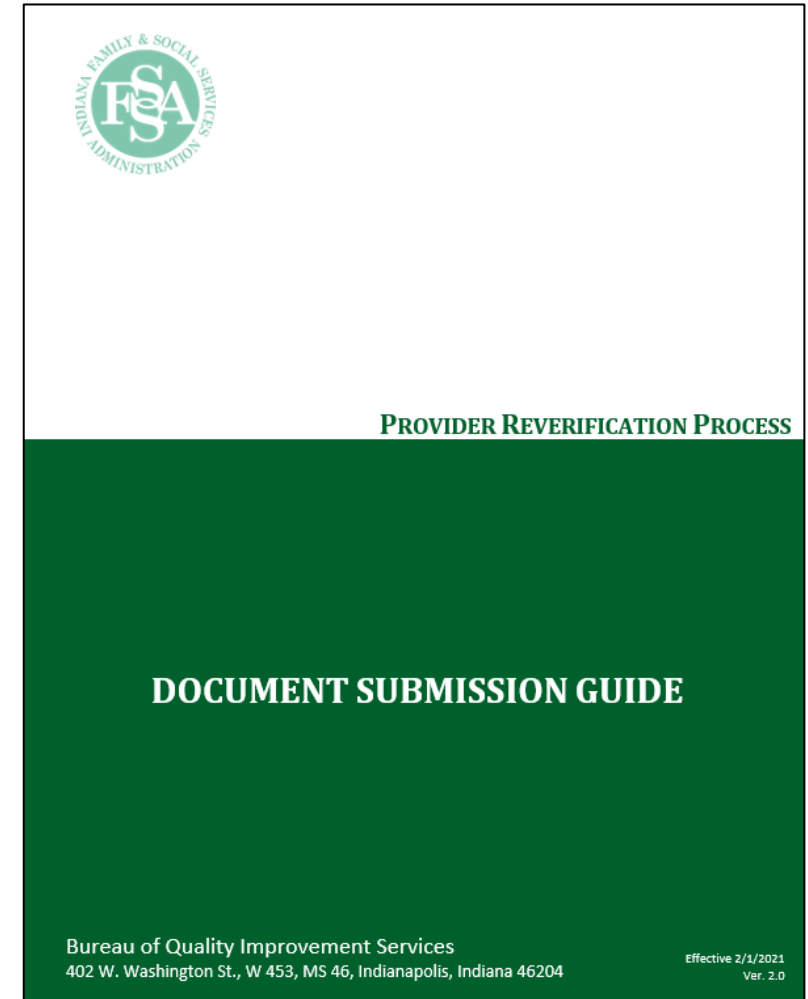 INDIANA FAMILY & SOCIAL SERVICES ADMINISTRATION
FSSA
PROVIDER REVERIFICATION PROCESS
DOCUMENT SUBMISSION GUIDE
Bureau of Quality Improvement Services
402 W. Washington St., W 453, MS 46, Indianapolis, Indiana 46204
Effective 2/1/2021
Ver. 2.0